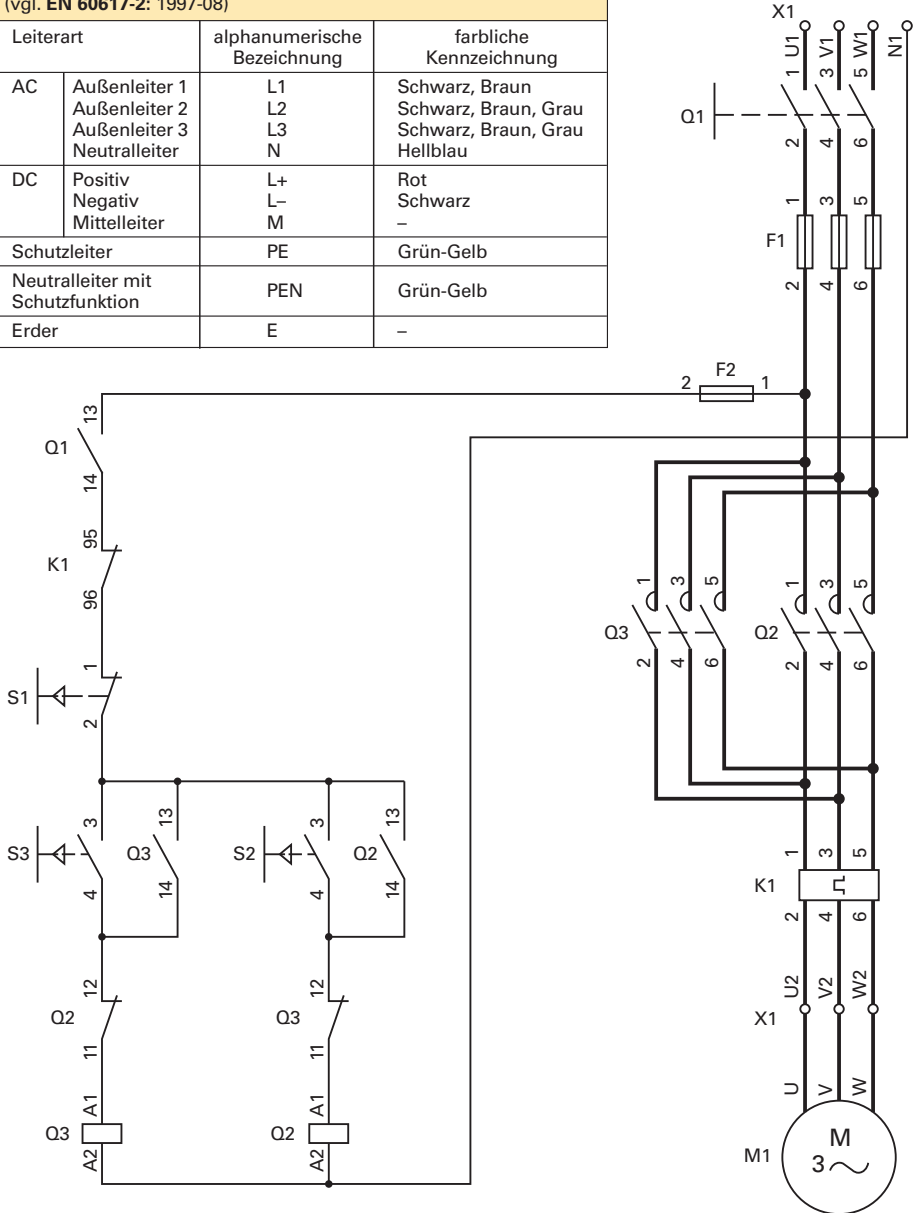 (vgl. EN 60617-2: 1997-08)
Leiterart alphanumerische Bezeichnung farbliche Kennzeichnung
AC Außenleiter 1 L1 Schwarz, Braun
Außenleiter 2 L2 Schwarz, Braun, Grau
Außenleiter 3 L3 Schwarz, Braun, Grau
Neutralleiter N Hellblau
DC Positiv L+ Rot
Negativ L– Schwarz
Mittelleiter M –
Schutzleiter PE Grün-Gelb
Neutralleiter mit Schutzfunktion PEN Grün-Gelb
Erder E –
X1
U1 V1 W1 N1
1 3 5
Q1
2 4 6
1 3 5
F1
2 4 6
F2
2 1
13
Q1
14
95
K1
96
1
S1
2
1 3 5 1 3 5
Q3 Q2
2 4 6 2 4 6
3 13 3 13
S3 Q3 S2 Q2
4 14 4 14
1 3 5
K1
2 4 6
12 12
Q2 Q3
11 11
U2 V2 W2
X1
U V W
A1 A1
Q3 Q2
A2 A2
M1
M
3